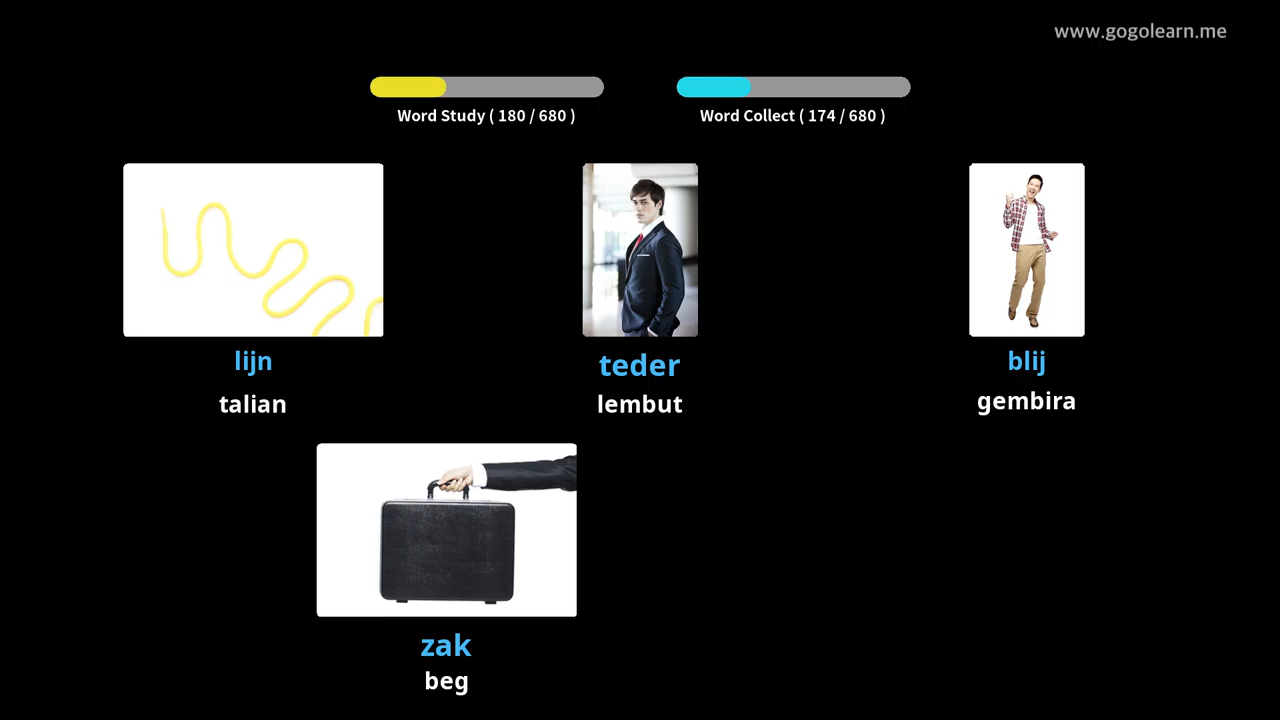 www.gogolearn.me
Word Study ( 180 / 680 )
Word Collect ( 174 / 680 )
lijn
talian
teder
lembut
blij
gembira
zak
beg